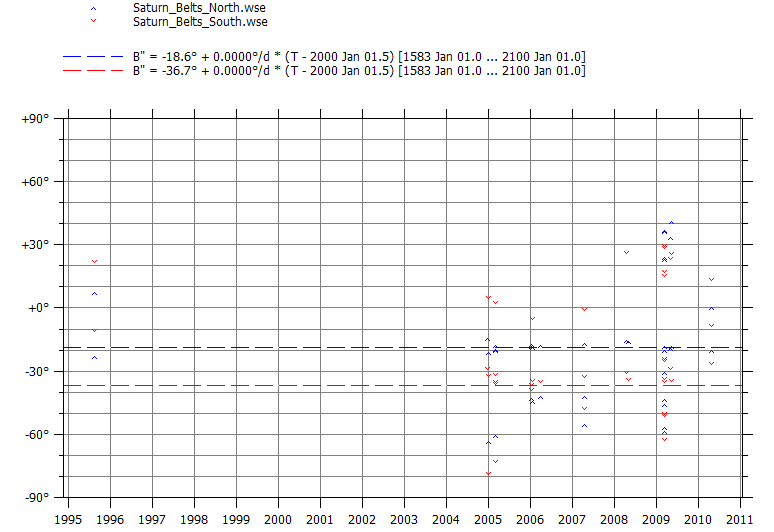 Saturn_Belts_North.wse
Saturn_Belts_South.wse
B" = -18.6° + 0.0000°/d * (T - 2000 Jan 01.5) [1583 Jan 01.0 ... 2100 Jan 01.0]
B" = -36.7° + 0.0000°/d * (T - 2000 Jan 01.5) [1583 Jan 01.0 ... 2100 Jan 01.0]
+90°
+60°
+30°
+0°
-30°
-60°
-90°
1995 1996 1997 1998 1999 2000 2001 2002 2003 2004 2005 2006 2007 2008 2009 2010 2011